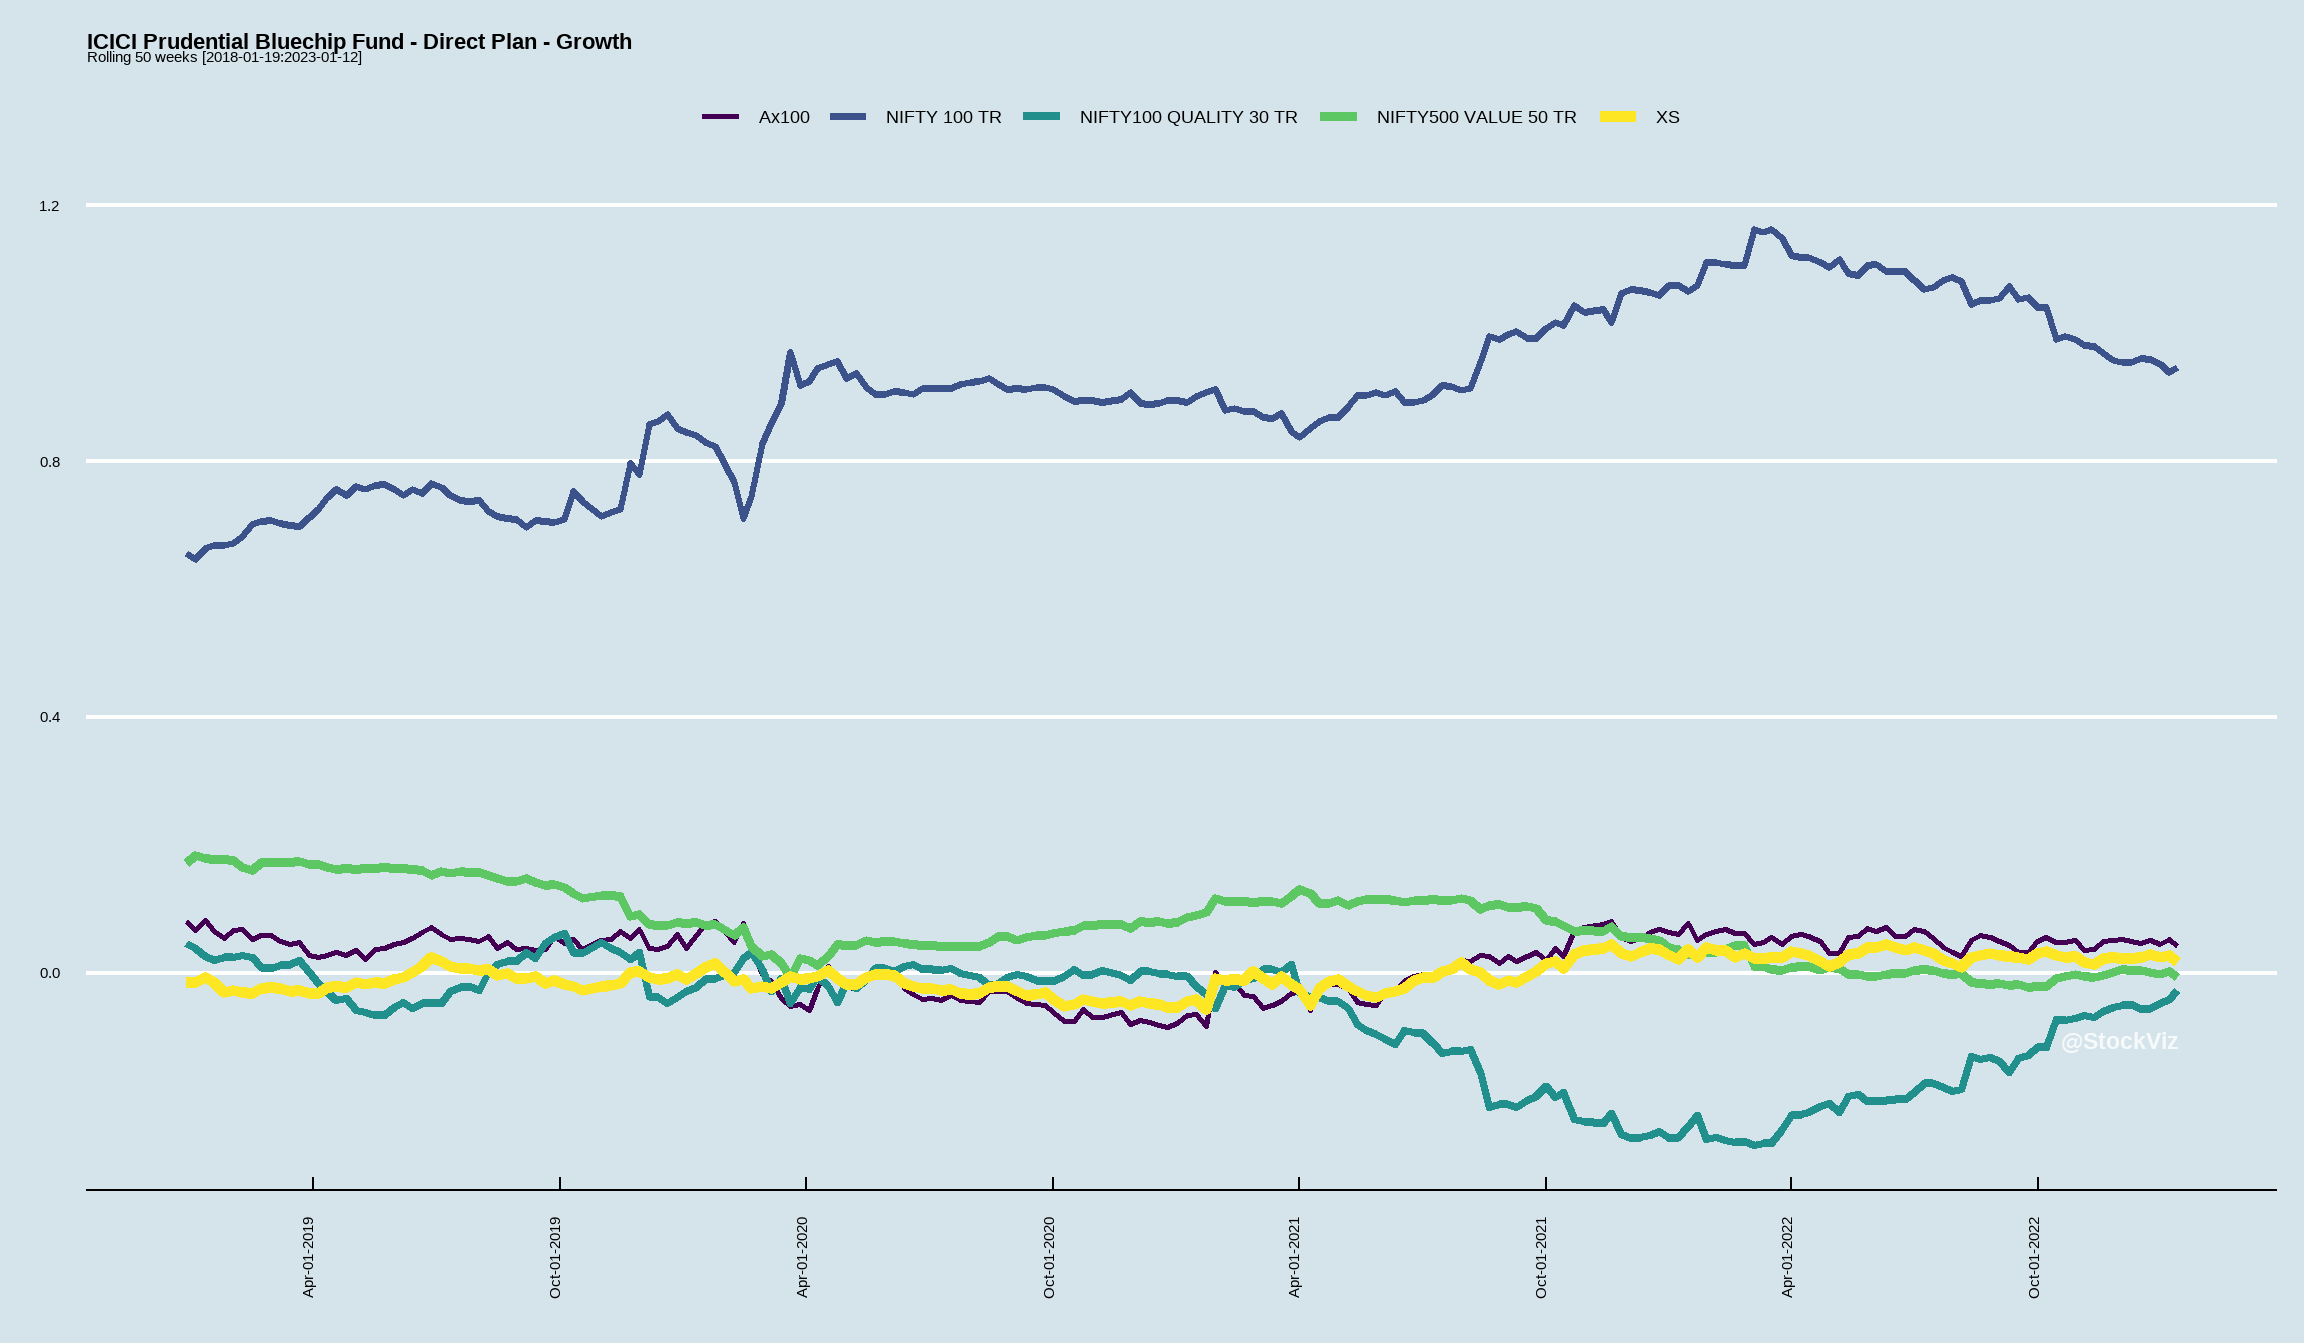 ICICI Prudential Bluechip Fund - Direct Plan - Growth
Rolling 50 weeks [2018-01-19:2023-01-12]
Ax100 NIFTY 100 TR NIFTY100 QUALITY 30 TR NIFTY500 VALUE 50 TR XS
1.2
0.8
0.4
0.0
@StockViz
Apr-01-2019 Oct-01-2019 Apr-01-2020 Oct-01-2020 Apr-01-2021 Oct-01-2021 Apr-01-2022 Oct-01-2022